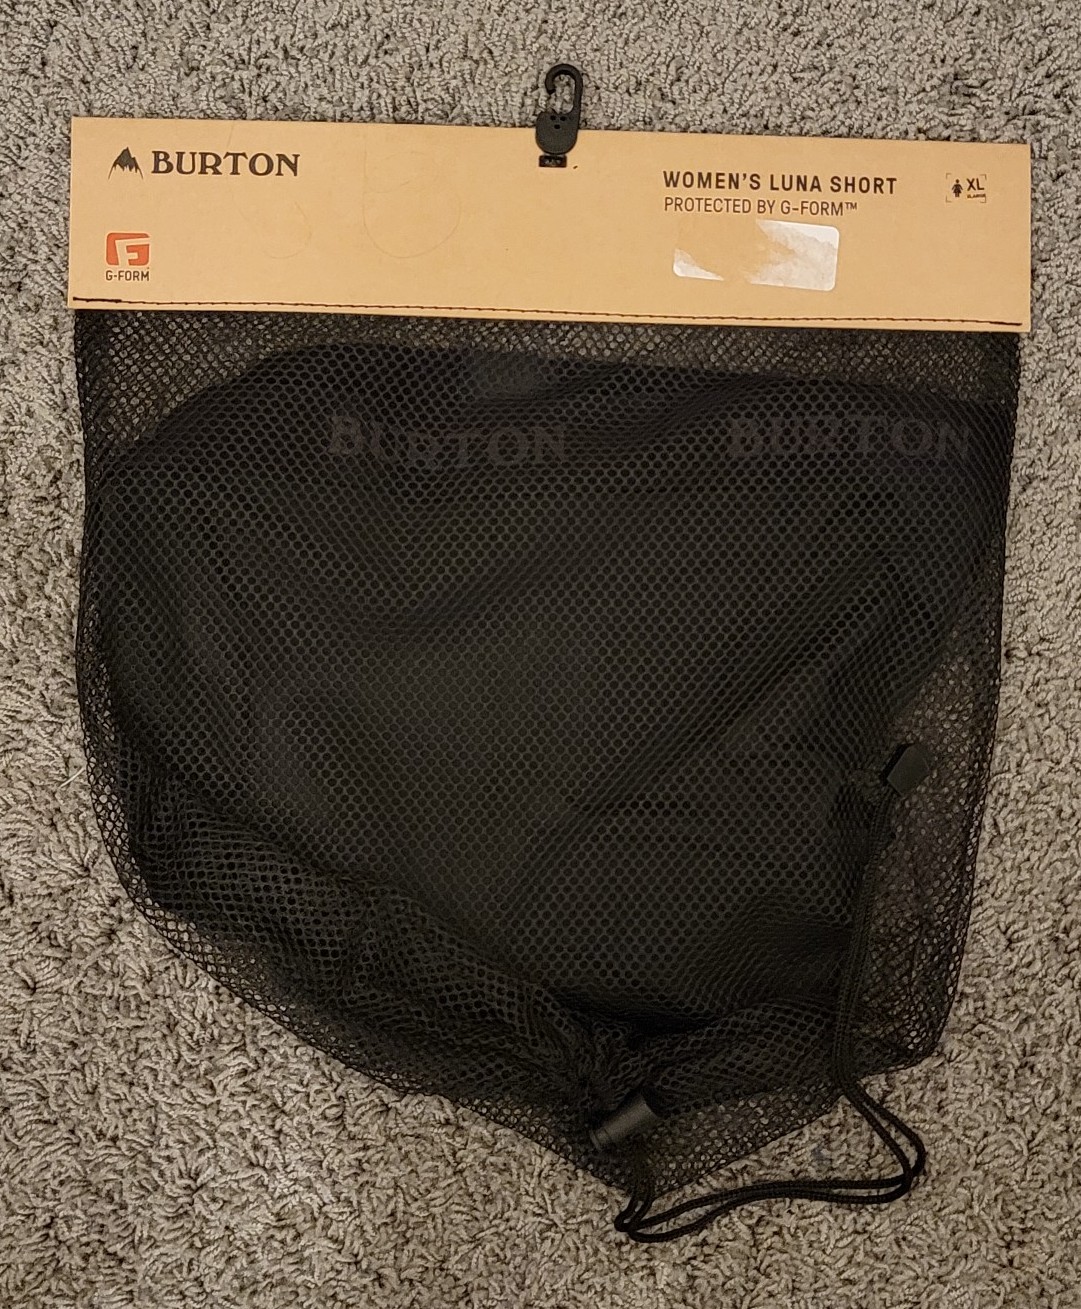 BURTON
WOMEN'S LUNA SHORT
PROTECTED BY G-FORM™
XL
G-FORM
BURTON BURTON